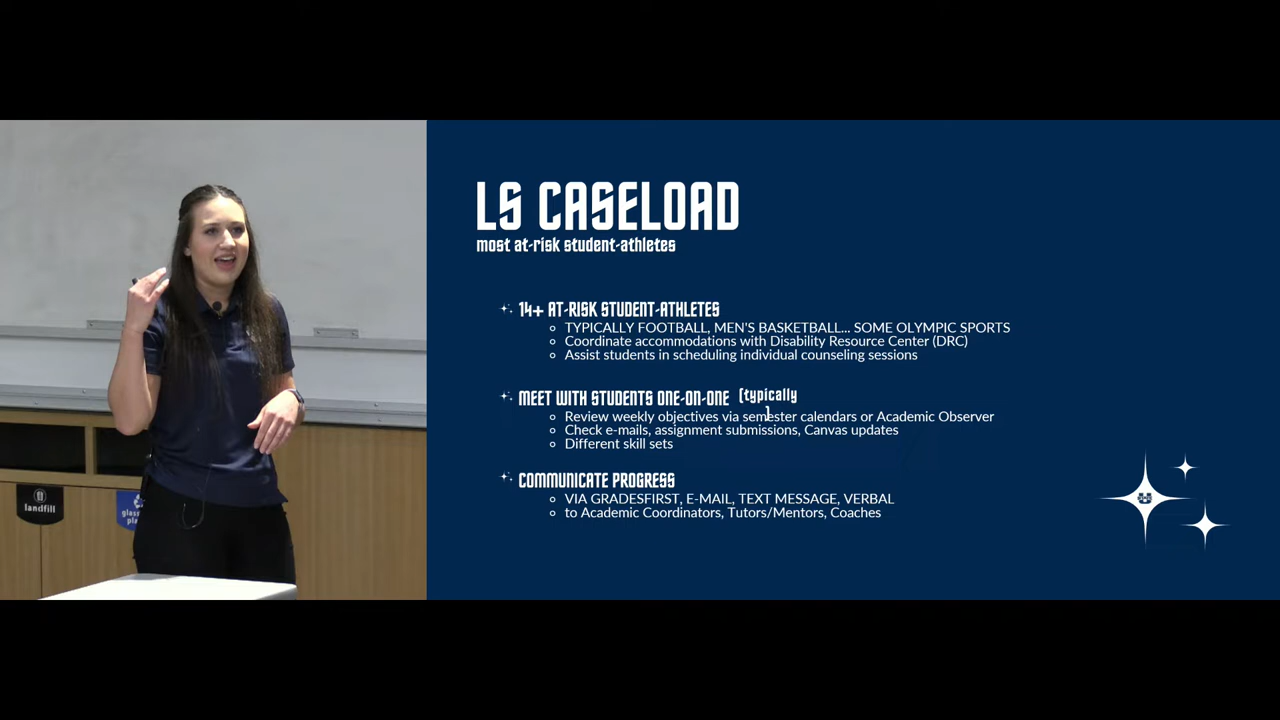 LS CASELOAD
most at-risk student-athletes
14+ AT-RISK STUDENT-ATHLETES
TYPICALLY FOOTBALL, MEN'S BASKETBALL... SOME OLYMPIC SPORTS
Coordinate accommodations with Disability Resource Center (DRC)
Assist students in scheduling individual counseling sessions
MEET WITH STUDENTS ONE-ON-ONE (typically
Review weekly objectives via semester calendars or Academic Observer
Check e-mails, assignment submissions, Canvas updates
Different skill sets
COMMUNICATE PROGRESS
VIA GRADESFIRST, E-MAIL, TEXT MESSAGE, VERBAL
to Academic Coordinators, Tutors/Mentors, Coaches
landfill